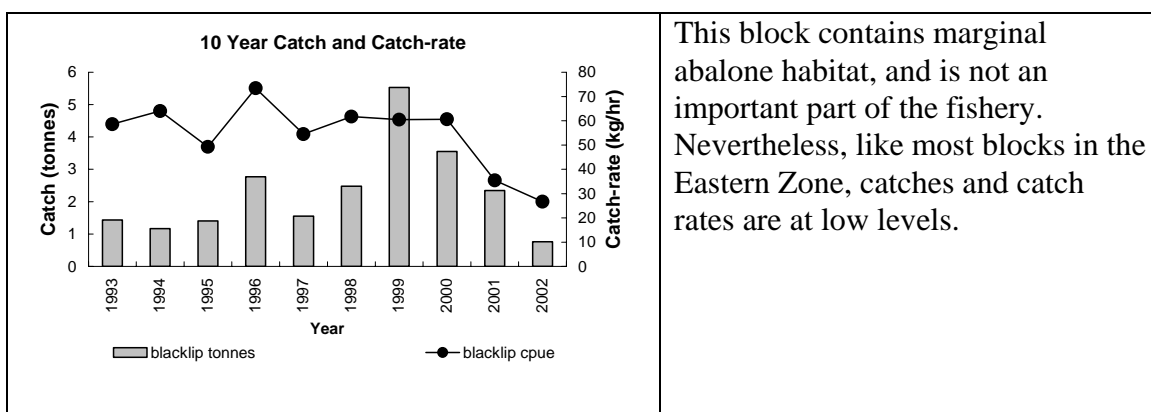 10 Year Catch and Catch-rate
6
5
4
3
2
1
0
Catch (tonnes)
80
70
60
50
40
30
20
10
0
Catch-rate (kg/hr)
1993
1994
1995
1996
1997
1998
1999
2000
2001
2002
Year
blacklip tonnes
blacklip cpue
This block contains marginal
abalone habitat, and is not an
important part of the fishery.
Nevertheless, like most blocks in the
Eastern Zone, catches and catch
rates are at low levels.